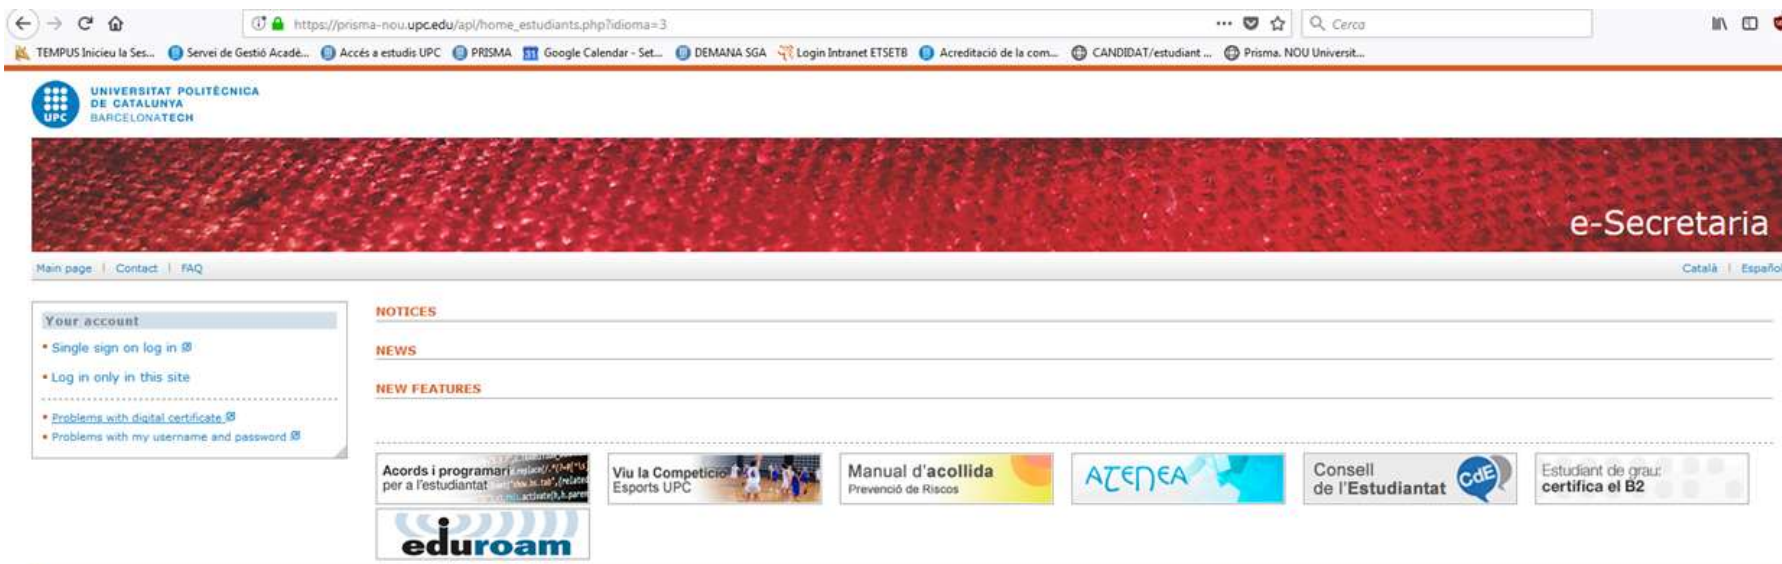 https://prisma-nou.upc.edu/apl/home_estudiants.php?idioma=3
Cerca
TEMPUS Inicieu la Ses... Servei de Gestió Acadè... Accés a estudis UPC PRISMA 31 Google Calendar - Set... DEMANA SGA Login Intranet ETSETB Acreditació de la com... CANDIDAT/estudiant ... Prisma. NOU Universit...
UNIVERSITAT POLITÈCNICA
DE CATALUNYA
BARCELONATECH
UPC
e-Secretaria
Main page | Contact | FAQ
Català | Español
Your account
Single sign on log in
Log in only in this site
Problems with digital certificate
Problems with my username and password
NOTICES
NEWS
NEW FEATURES
Acords i programari
per a l'estudiantat
Viu la Competició
Esports UPC
Manual d'acollida
Prevenció de Riscos
ATENEA
Consell
de l'Estudiantat
CdE
Estudiant de grau:
certifica el B2
eduroam